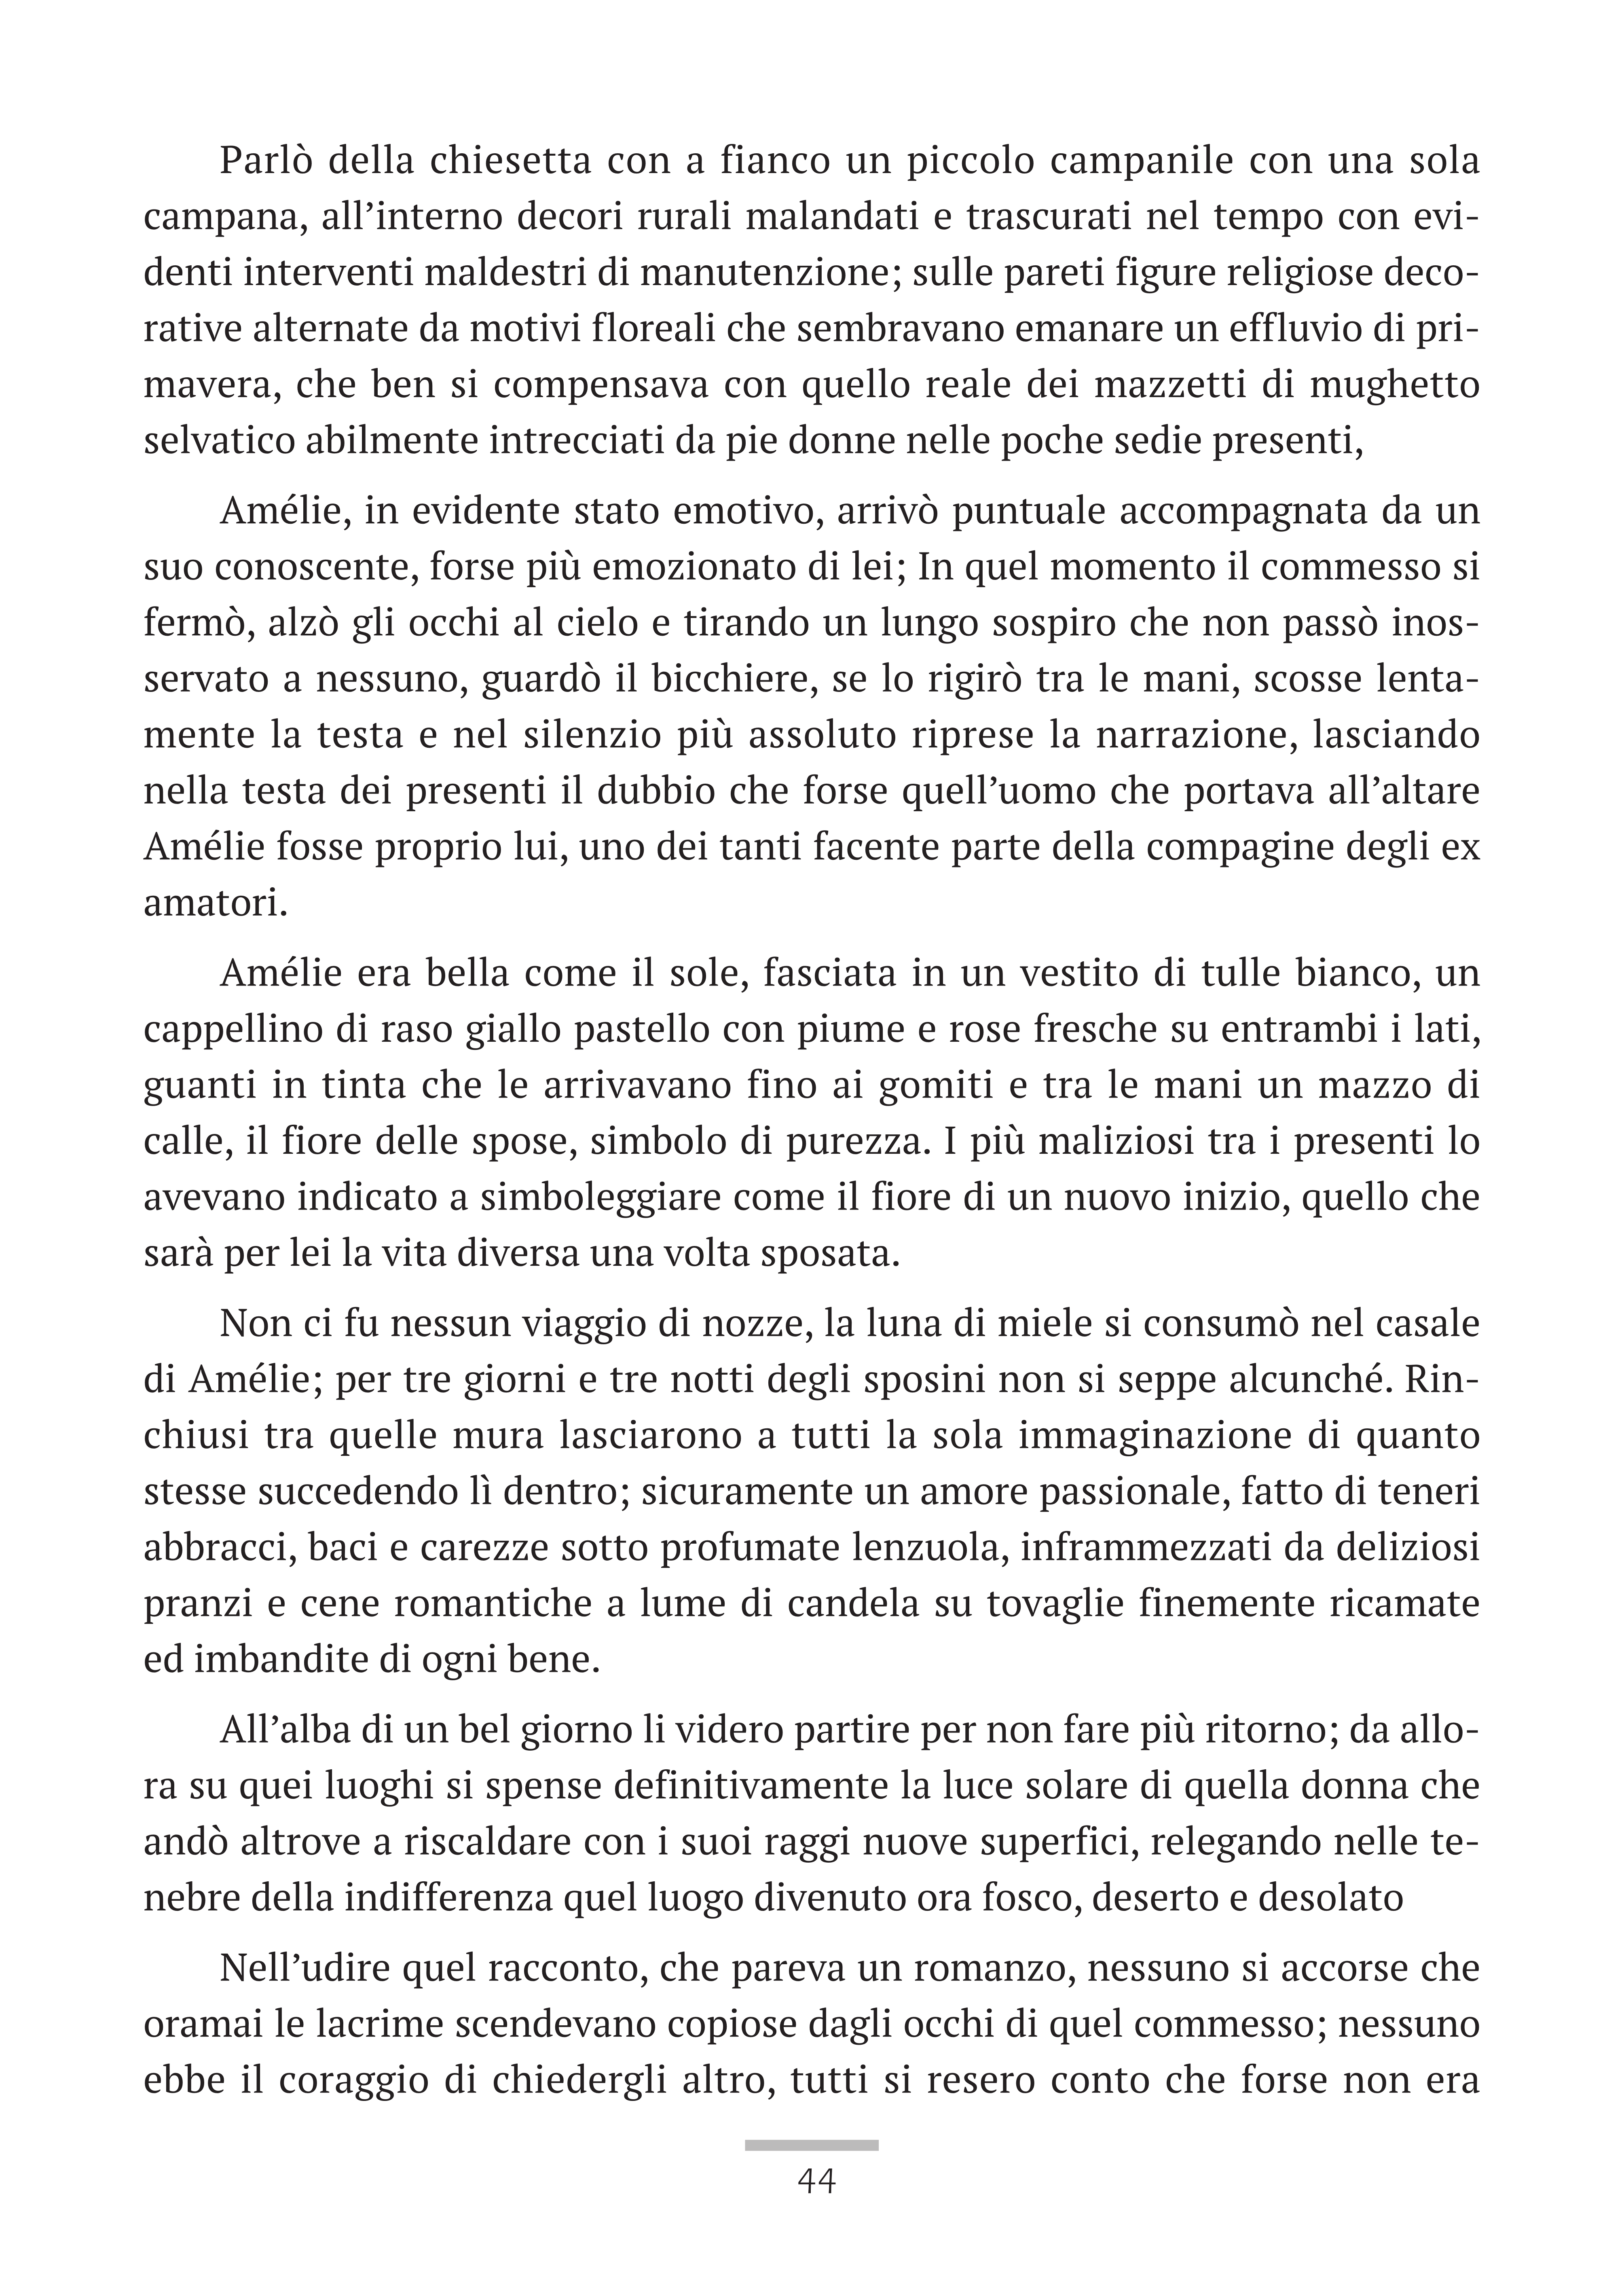 Parlò della chiesetta con a fianco un piccolo campanile con una sola
campana, all’interno decori rurali malandati e trascurati nel tempo con evi-
denti interventi maldestri di manutenzione; sulle pareti figure religiose deco-
rative alternate da motivi floreali che sembravano emanare un effluvio di pri-
mavera, che ben si compensava con quello reale dei mazzetti di mughetto
selvatico abilmente intrecciati da pie donne nelle poche sedie presenti,
Amélie, in evidente stato emotivo, arrivò puntuale accompagnata da un
suo conoscente, forse più emozionato di lei; In quel momento il commesso si
fermò, alzò gli occhi al cielo e tirando un lungo sospiro che non passò inos-
servato a nessuno, guardò il bicchiere, se lo rigirò tra le mani, scosse lenta-
mente la testa e nel silenzio più assoluto riprese la narrazione, lasciando
nella testa dei presenti il dubbio che forse quell’uomo che portava all’altare
Amélie fosse proprio lui, uno dei tanti facente parte della compagine degli ex
amatori.
Amélie era bella come il sole, fasciata in un vestito di tulle bianco, un
cappellino di raso giallo pastello con piume e rose fresche su entrambi i lati,
guanti in tinta che le arrivavano fino ai gomiti e tra le mani un mazzo di
calle, il fiore delle spose, simbolo di purezza. I più maliziosi tra i presenti lo
avevano indicato a simboleggiare come il fiore di un nuovo inizio, quello che
sarà per lei la vita diversa una volta sposata.
Non ci fu nessun viaggio di nozze, la luna di miele si consumò nel casale
di Amélie; per tre giorni e tre notti degli sposini non si seppe alcunché. Rin-
chiusi tra quelle mura lasciarono a tutti la sola immaginazione di quanto
stesse succedendo lì dentro; sicuramente un amore passionale, fatto di teneri
abbracci, baci e carezze sotto profumate lenzuola, inframmezzati da deliziosi
pranzi e cene romantiche a lume di candela su tovaglie finemente ricamate
ed imbandite di ogni bene.
All’alba di un bel giorno li videro partire per non fare più ritorno; da allo-
ra su quei luoghi si spense definitivamente la luce solare di quella donna che
andò altrove a riscaldare con i suoi raggi nuove superfici, relegando nelle te-
nebre della indifferenza quel luogo divenuto ora fosco, deserto e desolato
Nell’udire quel racconto, che pareva un romanzo, nessuno si accorse che
oramai le lacrime scendevano copiose dagli occhi di quel commesso; nessuno
ebbe il coraggio di chiedergli altro, tutti si resero conto che forse non era
44